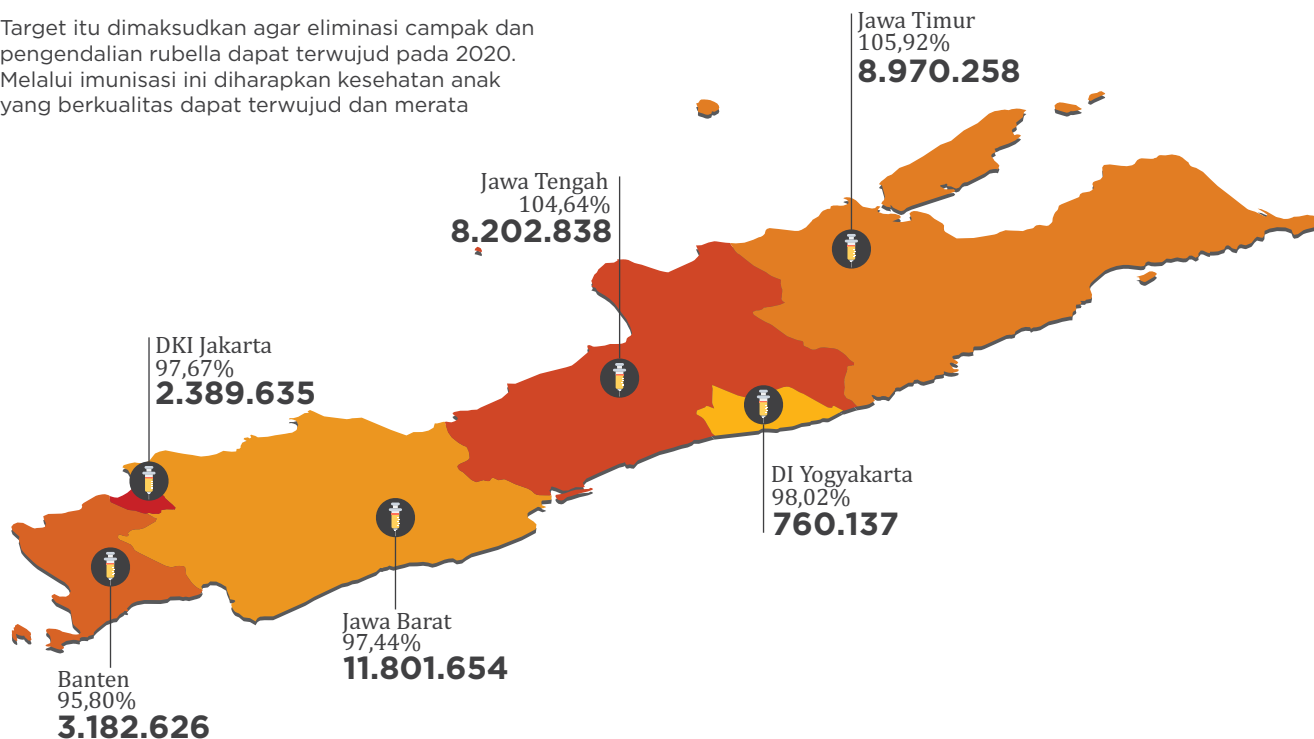 Target itu dimaksudkan agar eliminasi campak dan
pengendalian rubella dapat terwujud pada 2020.
Melalui imunisasi ini diharapkan kesehatan anak
yang berkualitas dapat terwujud dan merata
Jawa Timur
105,92%
8.970.258
Jawa Tengah
104,64%
8.202.838
DKI Jakarta
97,67%
2.389.635
DI Yogyakarta
98,02%
760.137
Jawa Barat
97,44%
11.801.654
Banten
95,80%
3.182.626